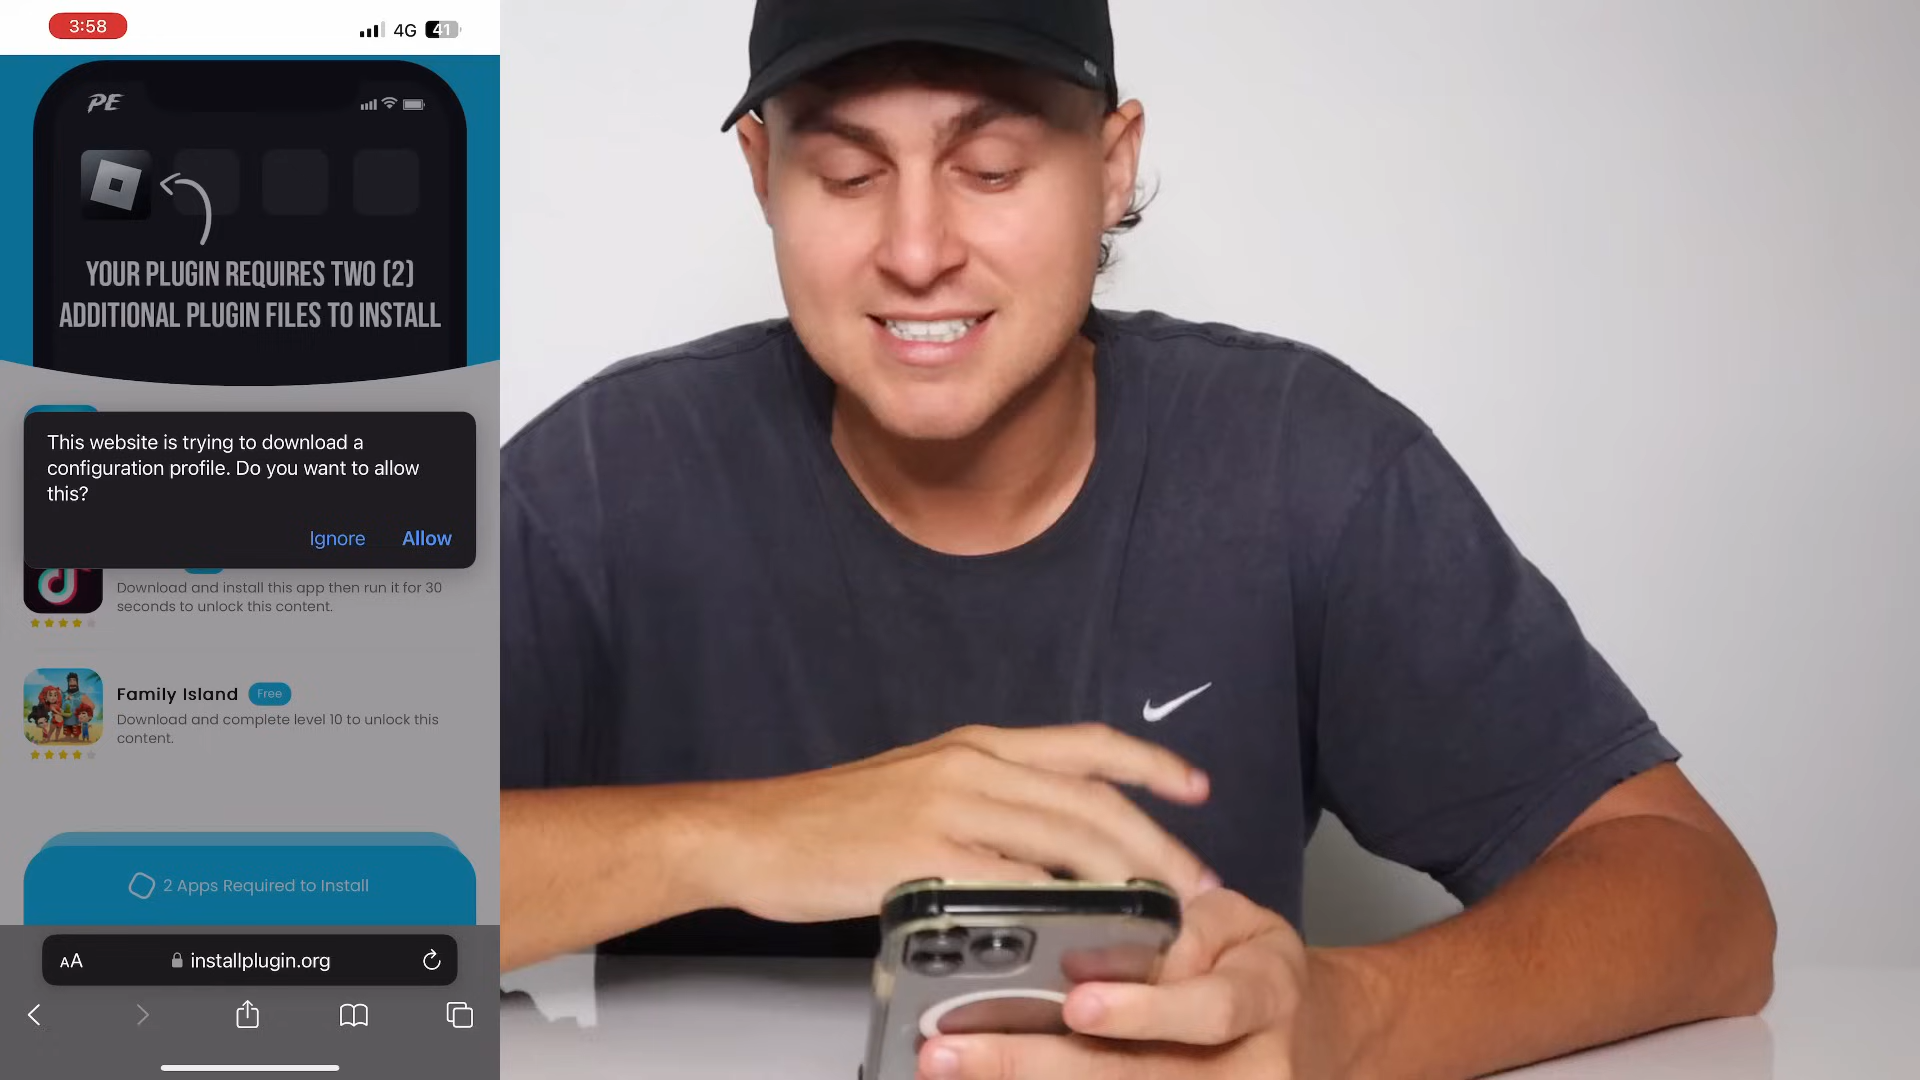 3:58
4G 41
PE
YOUR PLUGIN REQUIRES TWO (2)
ADDITIONAL PLUGIN FILES TO INSTALL
This website is trying to download a
configuration profile. Do you want to allow
this?
Ignore Allow
Download and install this app then run it for 30
seconds to unlock this content.
Family Island Free
Download and complete level 10 to unlock this
content.
2 Apps Required to Install
AA installplugin.org